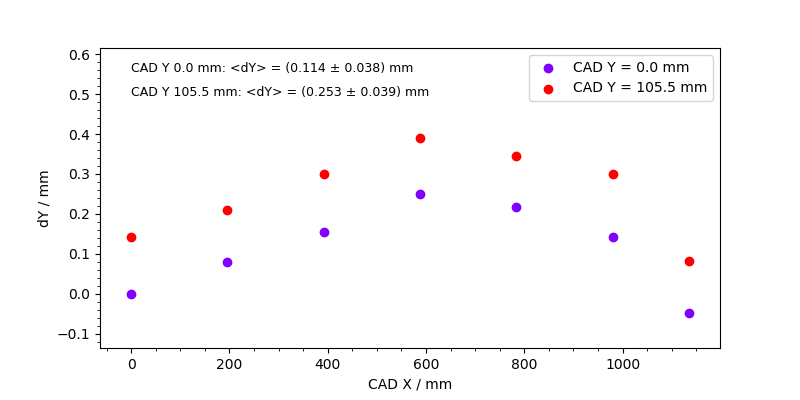 CAD Y 0.0 mm: <dY> = (0.114 ± 0.038) mm
CAD Y 105.5 mm: <dY> = (0.253 ± 0.039) mm
CAD Y = 0.0 mm
CAD Y = 105.5 mm
dY / mm
0.6
0.5
0.4
0.3
0.2
0.1
0.0
−0.1
0 200 400 600 800 1000
CAD X / mm